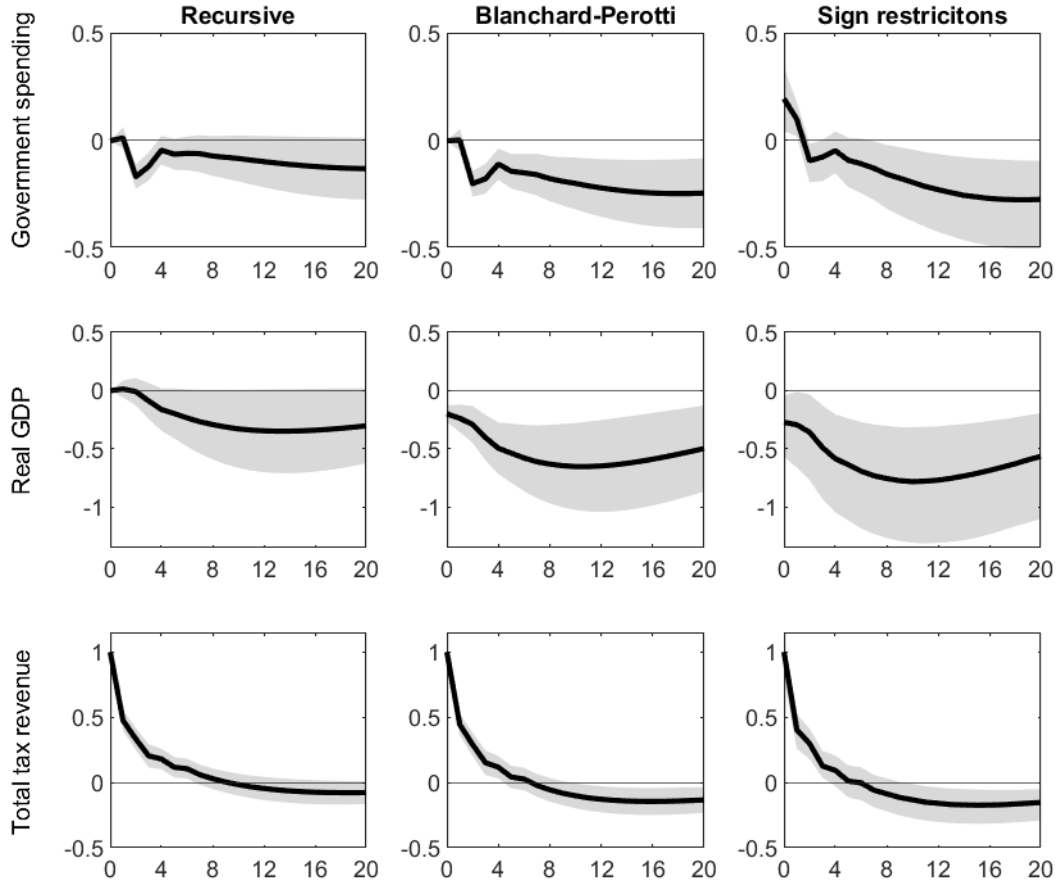 Recursive Blanchard-Perotti Sign restricitons
Government spending
0.5 0.5 0.5
0 0 0
-0.5 -0.5 -0.5
0 4 8 12 16 20 0 4 8 12 16 20 0 4 8 12 16 20
Real GDP
0.5 0.5 0.5
0 0 0
-0.5 -0.5 -0.5
-1 -1 -1
0 4 8 12 16 20 0 4 8 12 16 20 0 4 8 12 16 20
Total tax revenue
1 1 1
0.5 0.5 0.5
0 0 0
-0.5 -0.5 -0.5
0 4 8 12 16 20 0 4 8 12 16 20 0 4 8 12 16 20